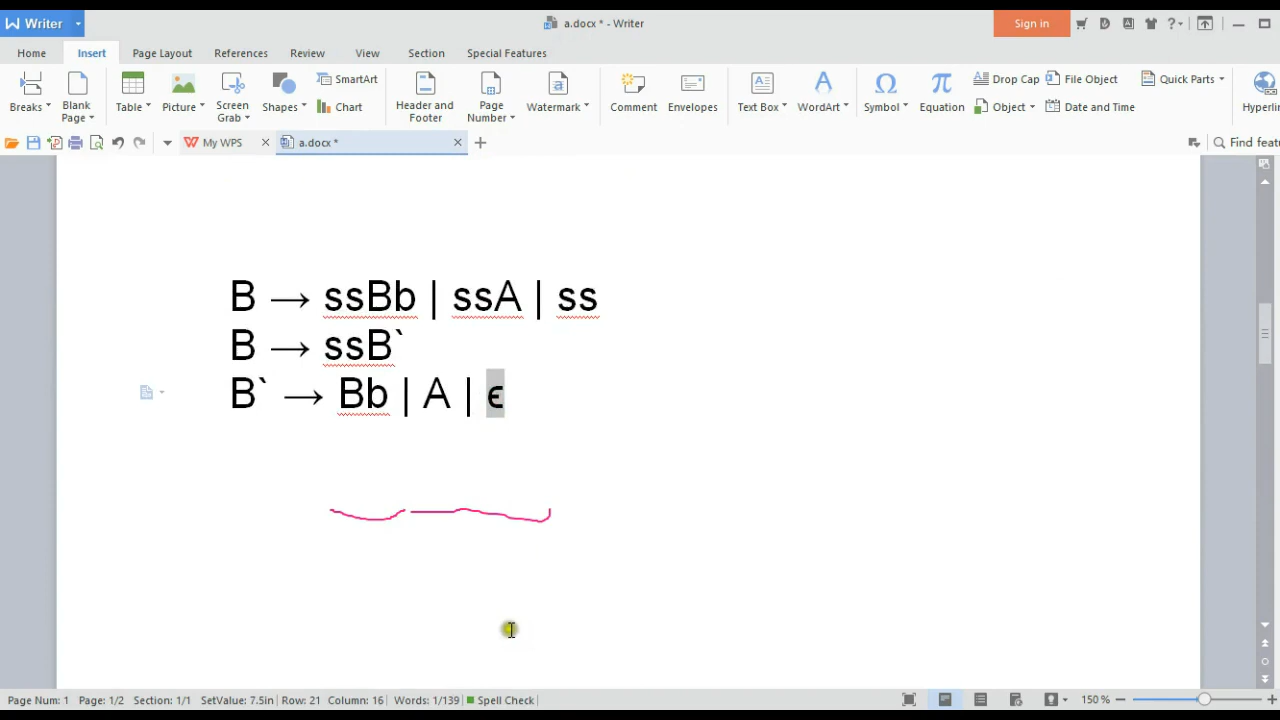 Writer a.docx * - Writer Sign in
Home Insert Page Layout References Review View Section Special Features
Breaks Blank Page Table Picture Screen Grab Shapes SmartArt Chart Header and Footer Page Number Watermark Comment Envelopes Text Box WordArt Symbol Equation Drop Cap Object File Object Date and Time Quick Parts Hyperlin
My WPS a.docx * Find feat
B → ssBb | ssA | ss
B → ssB`
B` → Bb | A | ϵ
Page Num: 1 Page: 1/2 Section: 1/1 SetValue: 7.5in Row: 21 Column: 16 Words: 1/139 Spell Check 150 %